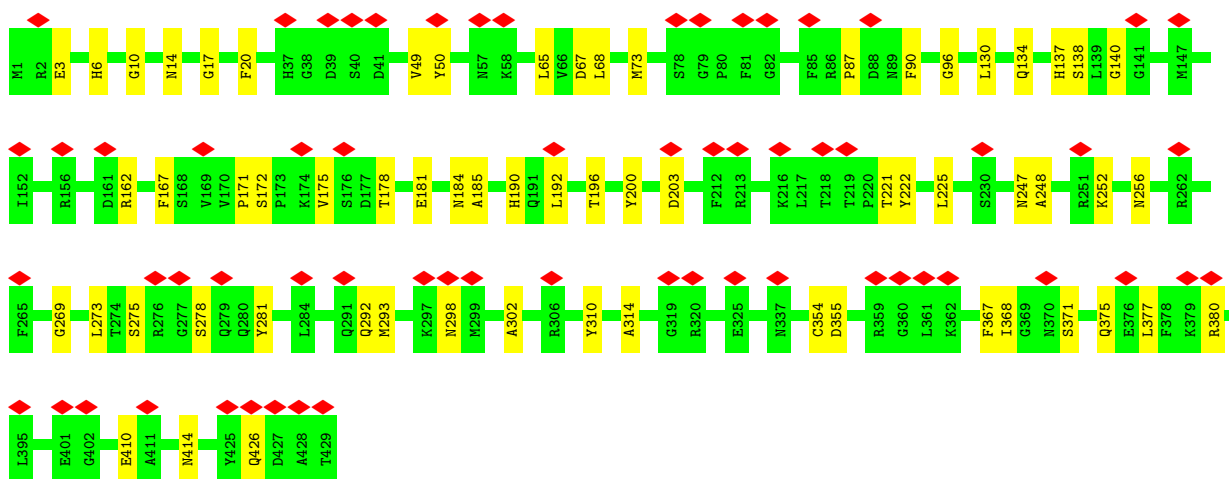 M1 R2 E3 H6 G10 N14 G17 F20 H37 G38 D39 S40 D41 V49 Y50 N57 K58 L65 V66 D67 L68 M73 S78 G79 P80 F81 G82 F85 R86 P87 D88 N89 F90 G96 L130 Q134 H137 S138 L139 G140 G141 M147
I152 R156 D161 R162 F167 S168 V169 V170 P171 S172 P173 K174 V175 S176 D177 T178 E181 N184 A185 H190 Q191 L192 T196 Y200 D203 F212 R213 K216 L217 T218 T219 P220 T221 Y222 L225 S230 N247 A248 R251 K252 N256 R262
F265 G269 L273 T274 S275 R276 G277 S278 Q279 Q280 Y281 L284 Q291 Q292 M293 K297 N298 M299 A302 R306 Y310 A314 G319 R320 E325 N337 C354 D355 R359 G360 L361 K362 F367 I368 G369 N370 S371 Q375 E376 L377 F378 K379 R380
L395 E401 G402 E410 A411 N414 Y425 Q426 D427 A428 T429